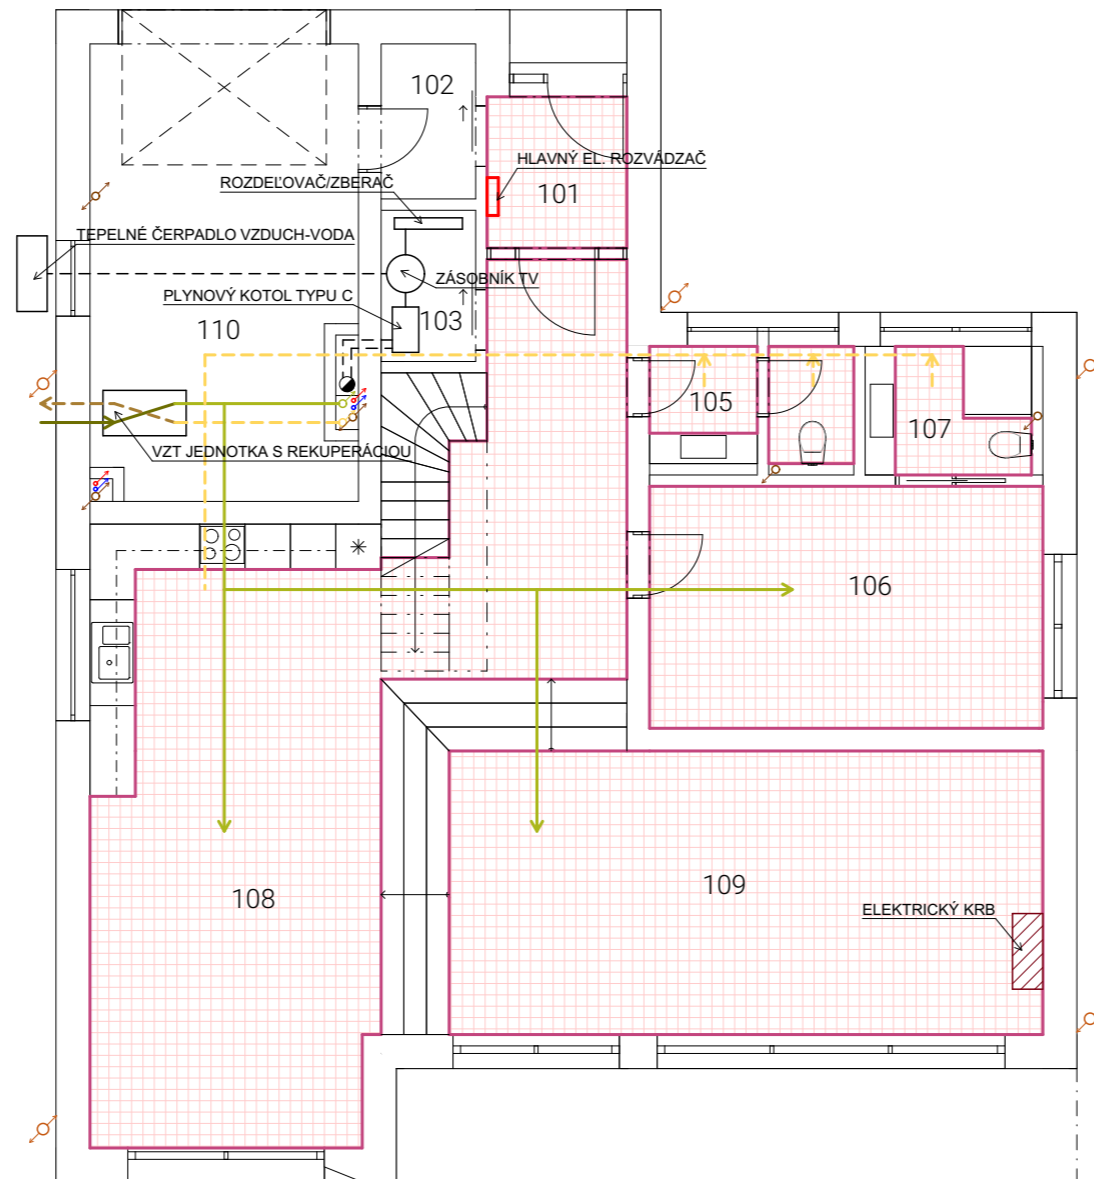 102
HLAVNÝ EL. ROZVÁDZAČ
ROZDEĽOVAČ/ZBERAČ
101
TEPELNÉ ČERPADLO VZDUCH-VODA
ZÁSOBNÍK TV
PLYNOVÝ KOTOL TYPU C
103
110
105
107
VZT JEDNOTKA S REKUPERÁCIOU
106
109
108
ELEKTRICKÝ KRB